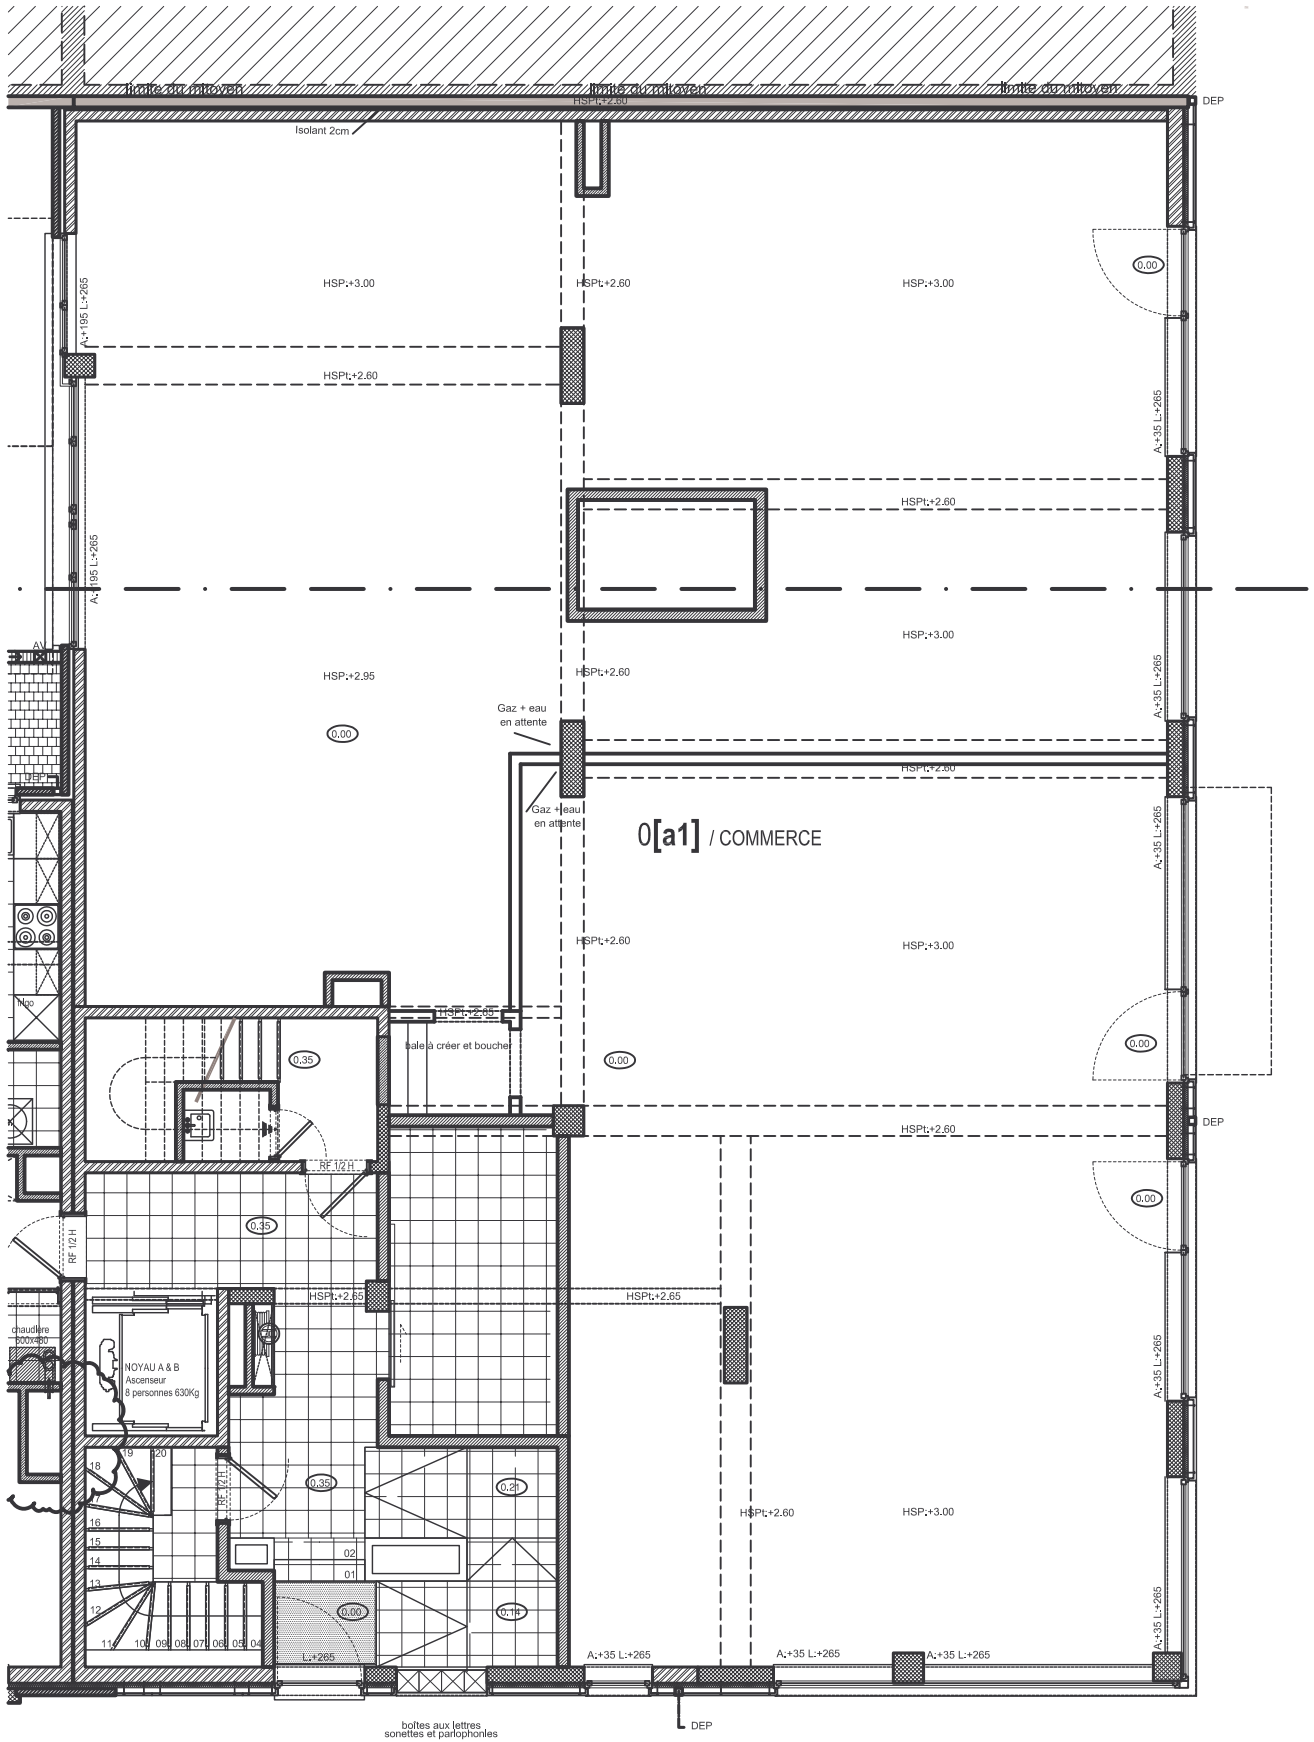 limite du mitoyen
limite du mitoyen
limite du mitoyen
HSPt:+2.60
DEP
Isolant 2cm
0.00
HSP:+3.00
HSPt:+2.60
HSP:+3.00
A:+195 L:+265
HSPt:+2.60
A:+35 L:+265
HSPt:+2.60
A:+195 L:+265
HSP:+3.00
AV
HSP:+2.95
HSPt:+2.60
A:+35 L:+265
Gaz + eau
en attente
0.00
DEP
HSPt:+2.60
Gaz + eau
en attente
0[a1] / COMMERCE
A:+35 L:+265
HSPt:+2.60
HSP:+3.00
frigo
HSPt:+2.65
baie à créer et boucher
0.35
0.00
0.00
HSPt:+2.60
DEP
RF 1/2 H
0.00
0.35
RF 1/2 H
HSPt:+2.65
HSPt:+2.65
chaudière
600x480
NOYAU A & B
Ascenseur
8 personnes 630Kg
A:+35 L:+265
19
20
18
17
0.35
0.21
RF 1/2 H
HSPt:+2.60
HSP:+3.00
16
15
14
13
12
11
10
09
08
07
06
05
04
02
01
0.00
0.14
L:+265
A:+35 L:+265
A:+35 L:+265
A:+35 L:+265
A:+35 L:+265
boîtes aux lettres
sonettes et parlophonles
DEP